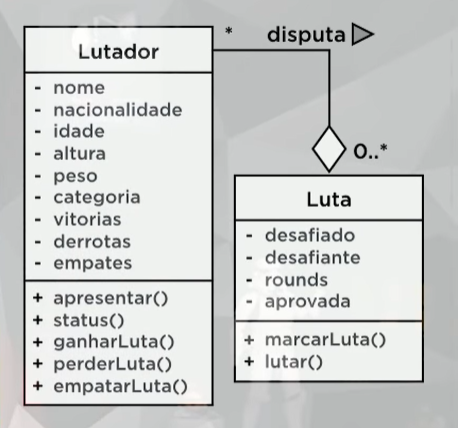 Lutador
- nome
- nacionalidade
- idade
- altura
- peso
- categoria
- vitorias
- derrotas
- empates
+ apresentar()
+ status()
+ ganharLuta()
+ perderLuta()
+ empatarLuta()
* disputa
0..*
Luta
- desafiado
- desafiante
- rounds
- aprovada
+ marcarLuta()
+ lutar()